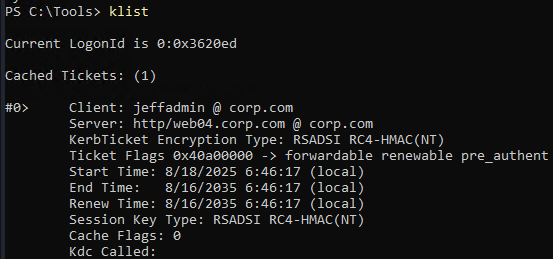 PS C:\Tools> klist
Current LogonId is 0:0x3620ed
Cached Tickets: (1)
#0> Client: jeffadmin @ corp.com
Server: http/web04.corp.com @ corp.com
KerbTicket Encryption Type: RSADSI RC4-HMAC(NT)
Ticket Flags 0x40a00000 -> forwardable renewable pre_authent
Start Time: 8/18/2025 6:46:17 (local)
End Time: 8/16/2035 6:46:17 (local)
Renew Time: 8/16/2035 6:46:17 (local)
Session Key Type: RSADSI RC4-HMAC(NT)
Cache Flags: 0
Kdc Called: